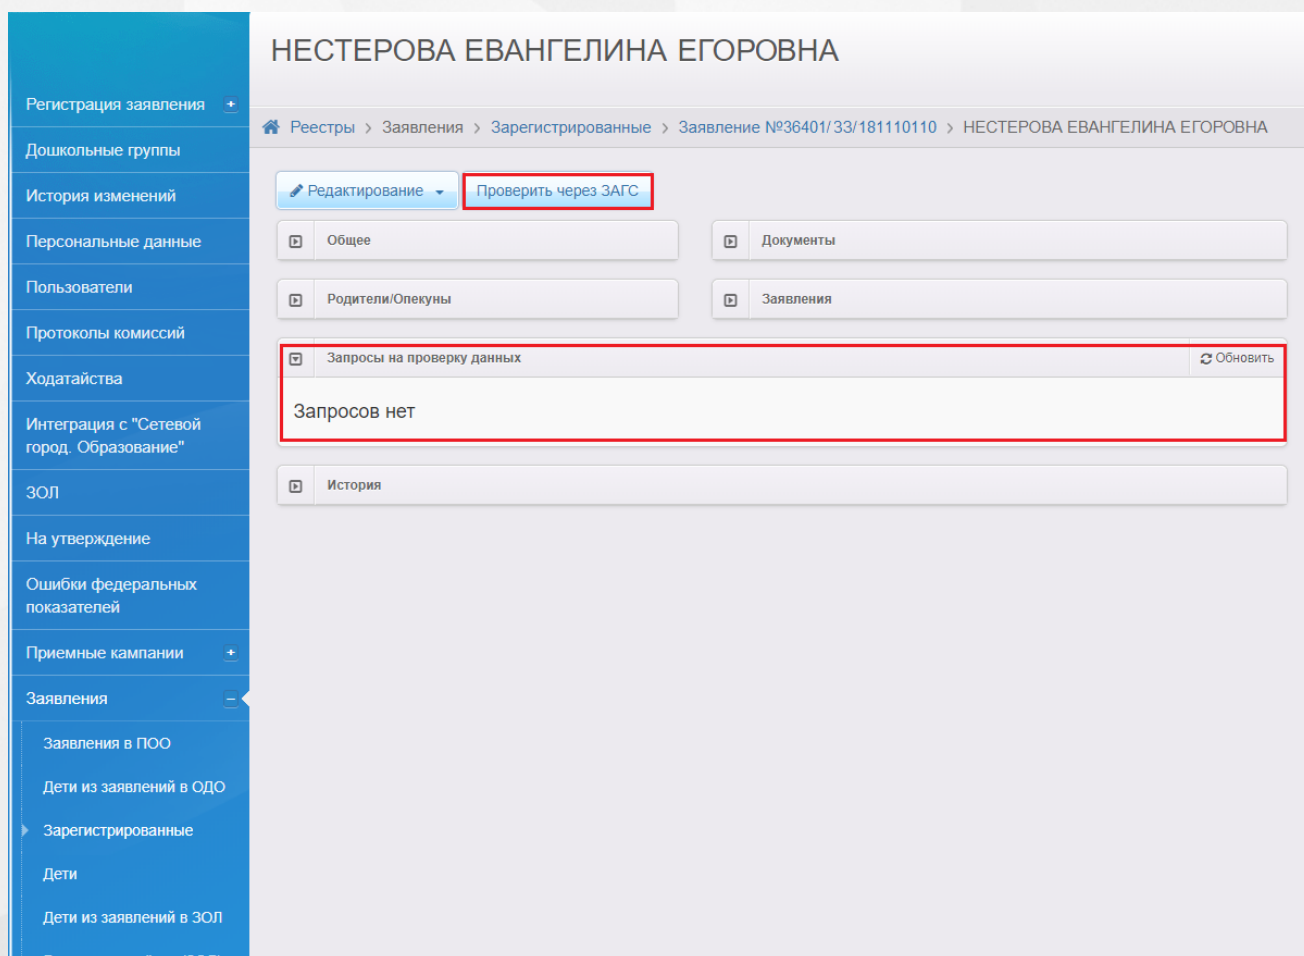 НЕСТЕРОВА ЕВАНГЕЛИНА ЕГОРОВНА
Реестры > Заявления > Зарегистрированные > Заявление №36401/33/181110110 > НЕСТЕРОВА ЕВАНГЕЛИНА ЕГОРОВНА
Регистрация заявления
Дошкольные группы
История изменений
Персональные данные
Пользователи
Протоколы комиссий
Ходатайства
Интеграция с "Сетевой
город. Образование"
ЗОЛ
На утверждение
Ошибки федеральных
показателей
Приемные кампании
Заявления
Заявления в ПОО
Дети из заявлений в ОДО
Зарегистрированные
Дети
Дети из заявлений в ЗОЛ
Редактирование
Проверить через ЗАГС
Общее
Документы
Родители/Опекуны
Заявления
Запросы на проверку данных
Обновить
Запросов нет
История